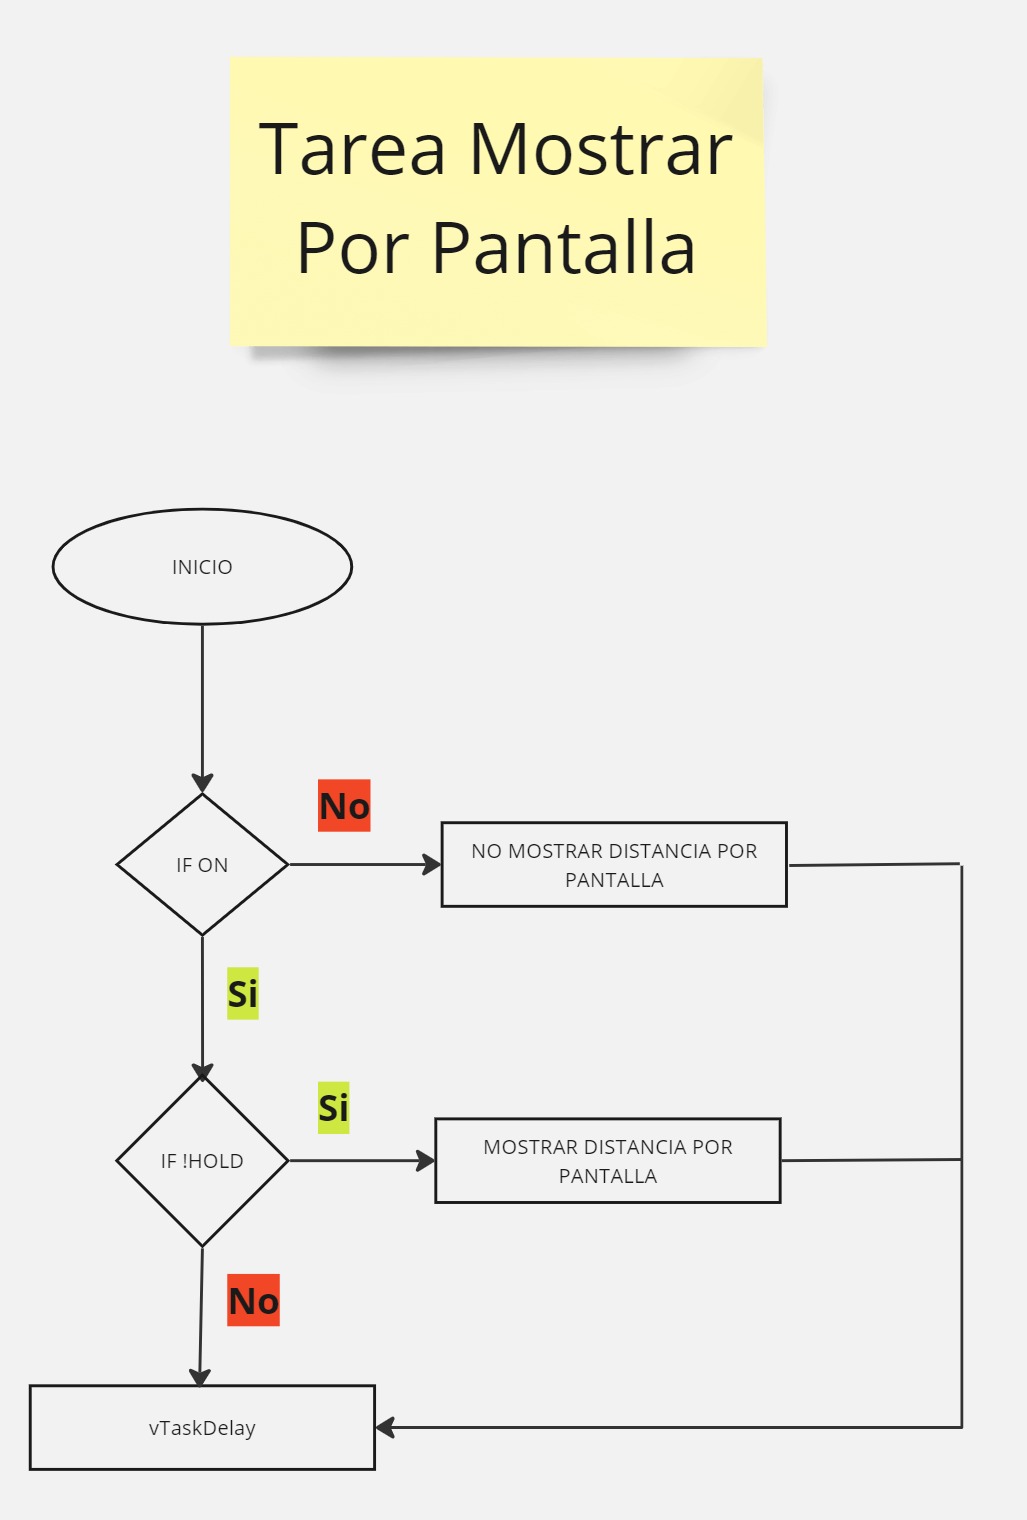 Tarea Mostrar
Por Pantalla
INICIO
No
IF ON
NO MOSTRAR DISTANCIA POR
PANTALLA
Si
Si
IF !HOLD
MOSTRAR DISTANCIA POR
PANTALLA
No
vTaskDelay